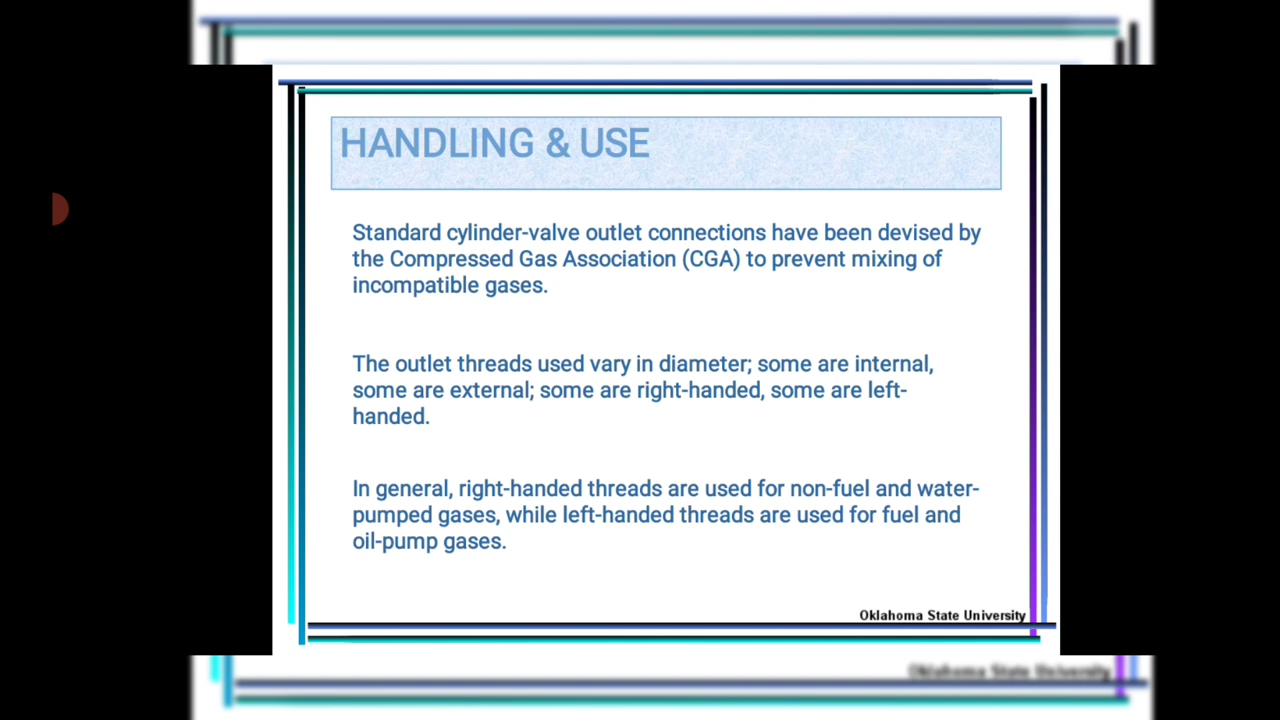 HANDLING & USE
Standard cylinder-valve outlet connections have been devised by
the Compressed Gas Association (CGA) to prevent mixing of
incompatible gases.
The outlet threads used vary in diameter; some are internal,
some are external; some are right-handed, some are left-
handed.
In general, right-handed threads are used for non-fuel and water-
pumped gases, while left-handed threads are used for fuel and
oil-pump gases.
Oklahoma State University
Oklahoma State University